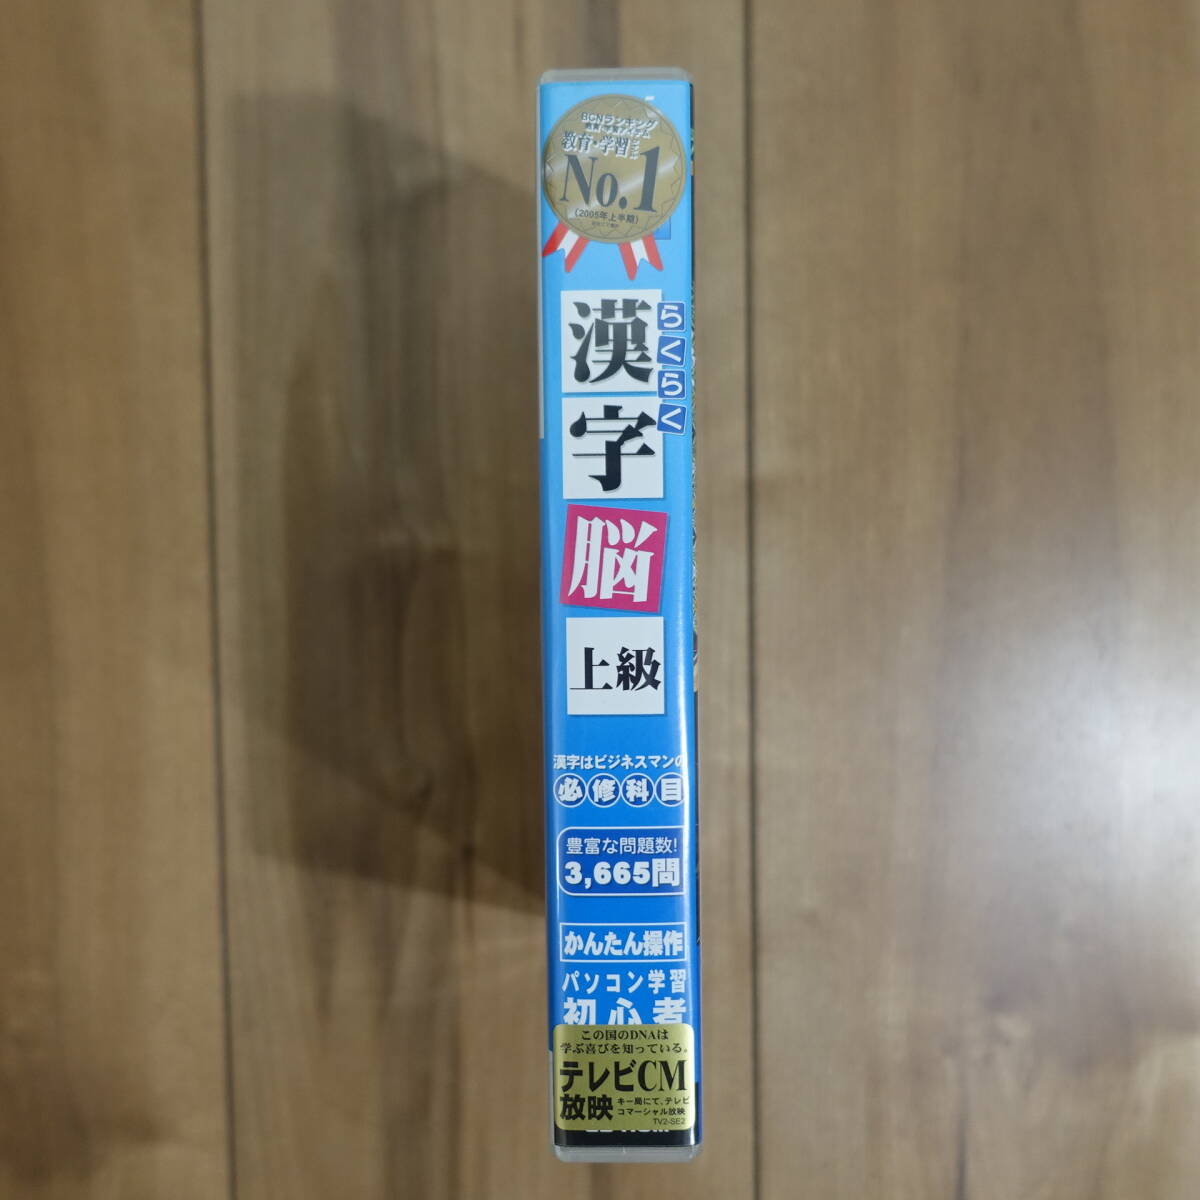 BCNランキング
教育・学習
No.1
(2005年上半期)
らくらく
漢字
脳
上級
漢字はビジネスマンの
必修科目
豊富な問題数!
3,665問
かんたん操作
パソコン学習
初心者
この国のDNAは
学ぶ喜びを知っている。
テレビCM
放映
キー局にて、テレビ
コマーシャル放映
TV2-SE2